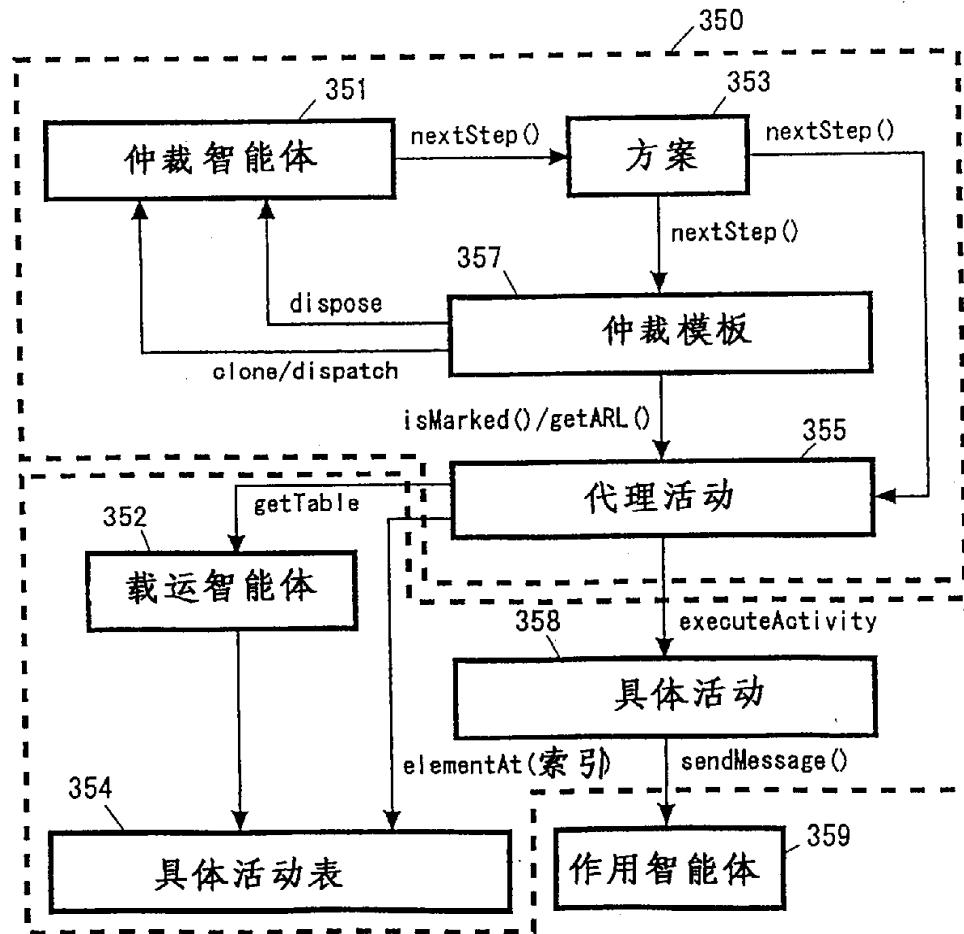 350
351
仲裁智能体
nextStep()
353
方案
nextStep()
nextStep()
357
仲裁模板
dispose
clone/dispatch
isMarked()/getARL()
355
代理活动
getTable
352
载运智能体
executeActivity
358
具体活动
elementAt(索引)
sendMessage()
354
具体活动表
作用智能体
359